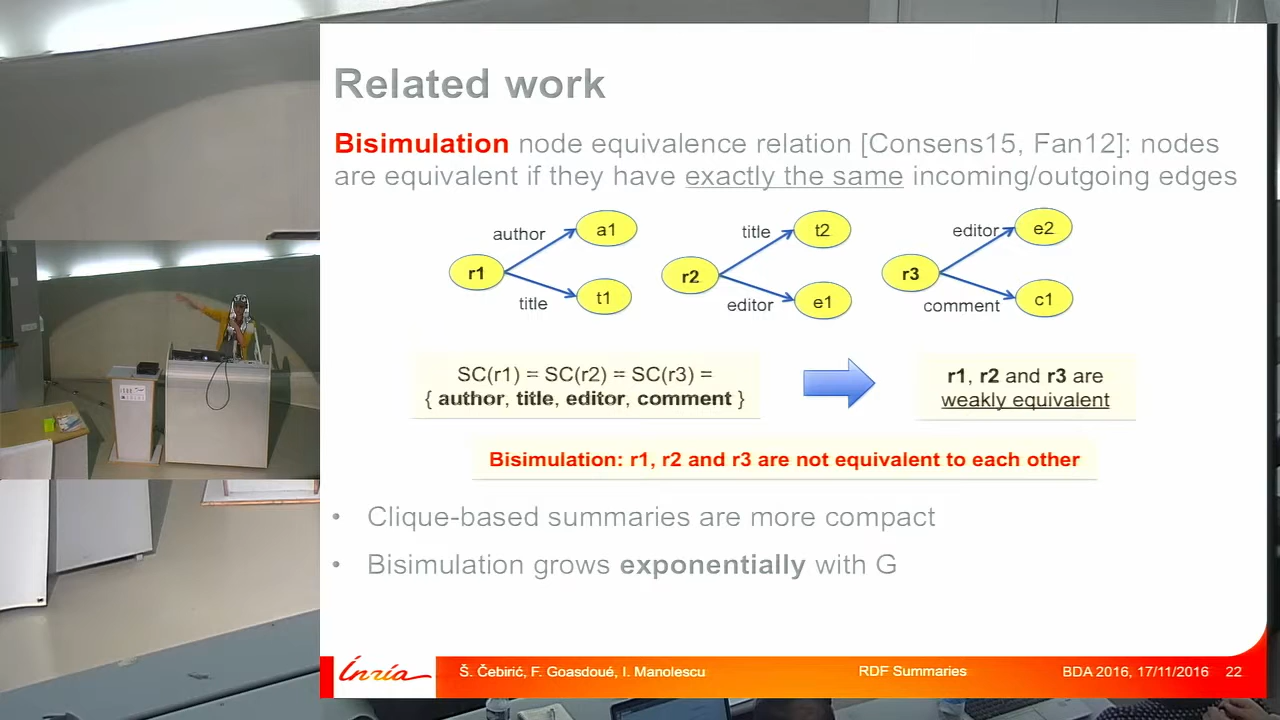 Related work
Bisimulation node equivalence relation [Consens15, Fan12]: nodes
are equivalent if they have exactly the same incoming/outgoing edges
author
a1
r1
title
t1
title
t2
r2
editor
e1
editor
e2
r3
comment
c1
SC(r1) = SC(r2) = SC(r3) =
{ author, title, editor, comment }
r1, r2 and r3 are
weakly equivalent
Bisimulation: r1, r2 and r3 are not equivalent to each other
• Clique-based summaries are more compact
• Bisimulation grows exponentially with G
Inria
Š. Čebirić, F. Goasdoué, I. Manolescu
RDF Summaries
BDA 2016, 17/11/2016 22